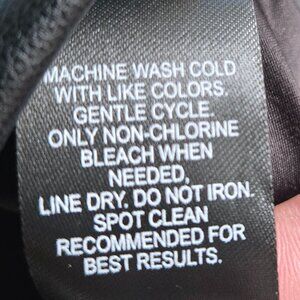 MACHINE WASH COLD
WITH LIKE COLORS.
GENTLE CYCLE.
ONLY NON-CHLORINE
BLEACH WHEN
NEEDED,
LINE DRY, DO NOT IRON.
SPOT CLEAN
RECOMMENDED FOR
BEST RESULTS.